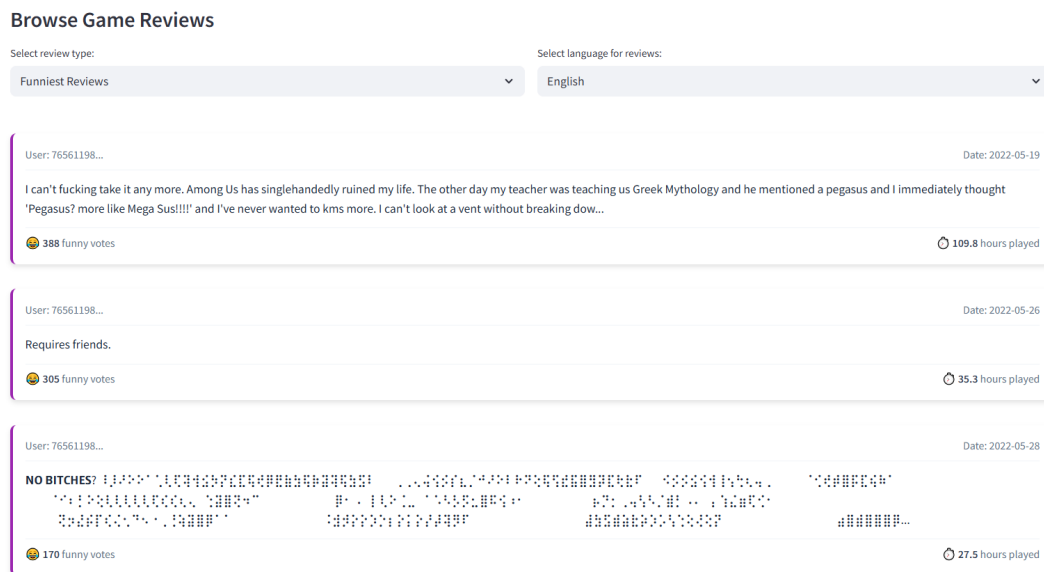 Browse Game Reviews
Select review type:
Select language for reviews:
Funniest Reviews
English
User: 76561198...
Date: 2022-05-19
I can't fucking take it any more. Among Us has singlehandedly ruined my life. The other day my teacher was teaching us Greek Mythology and he mentioned a pegasus and I immediately thought
'Pegasus? more like Mega Sus!!!!' and I've never wanted to kms more. I can't look at a vent without breaking dow...
😂 388 funny votes
⏱ 109.8 hours played
User: 76561198...
Date: 2022-05-26
Requires friends.
😂 305 funny votes
⏱ 35.3 hours played
User: 76561198...
Date: 2022-05-28
NO BITCHES?
😂 170 funny votes
⏱ 27.5 hours played